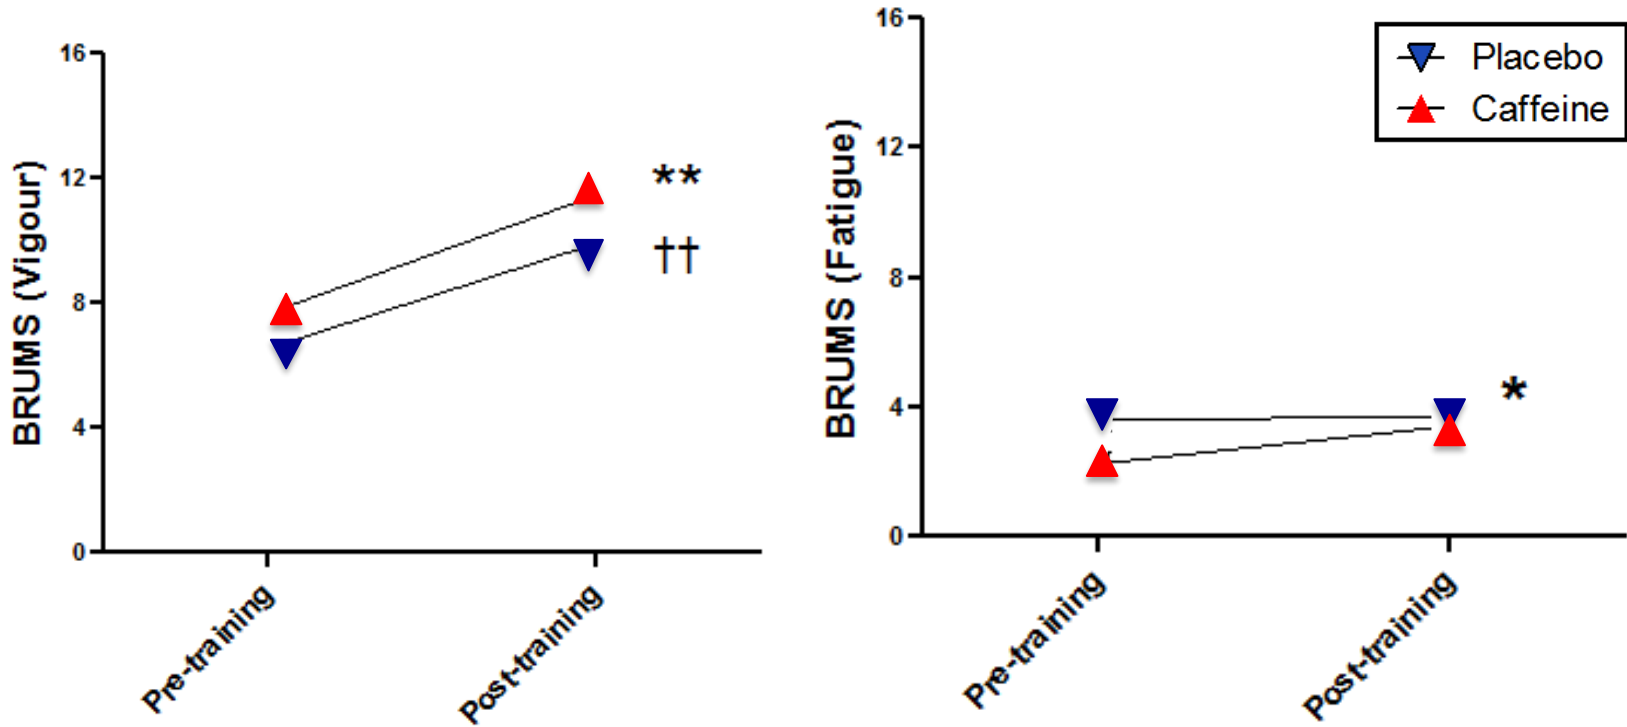 BRUMS (Vigour)
16
12
8
4
0
**
††
Pre-training
Post-training
BRUMS (Fatigue)
16
12
8
4
0
*
Pre-training
Post-training
Placebo
Caffeine